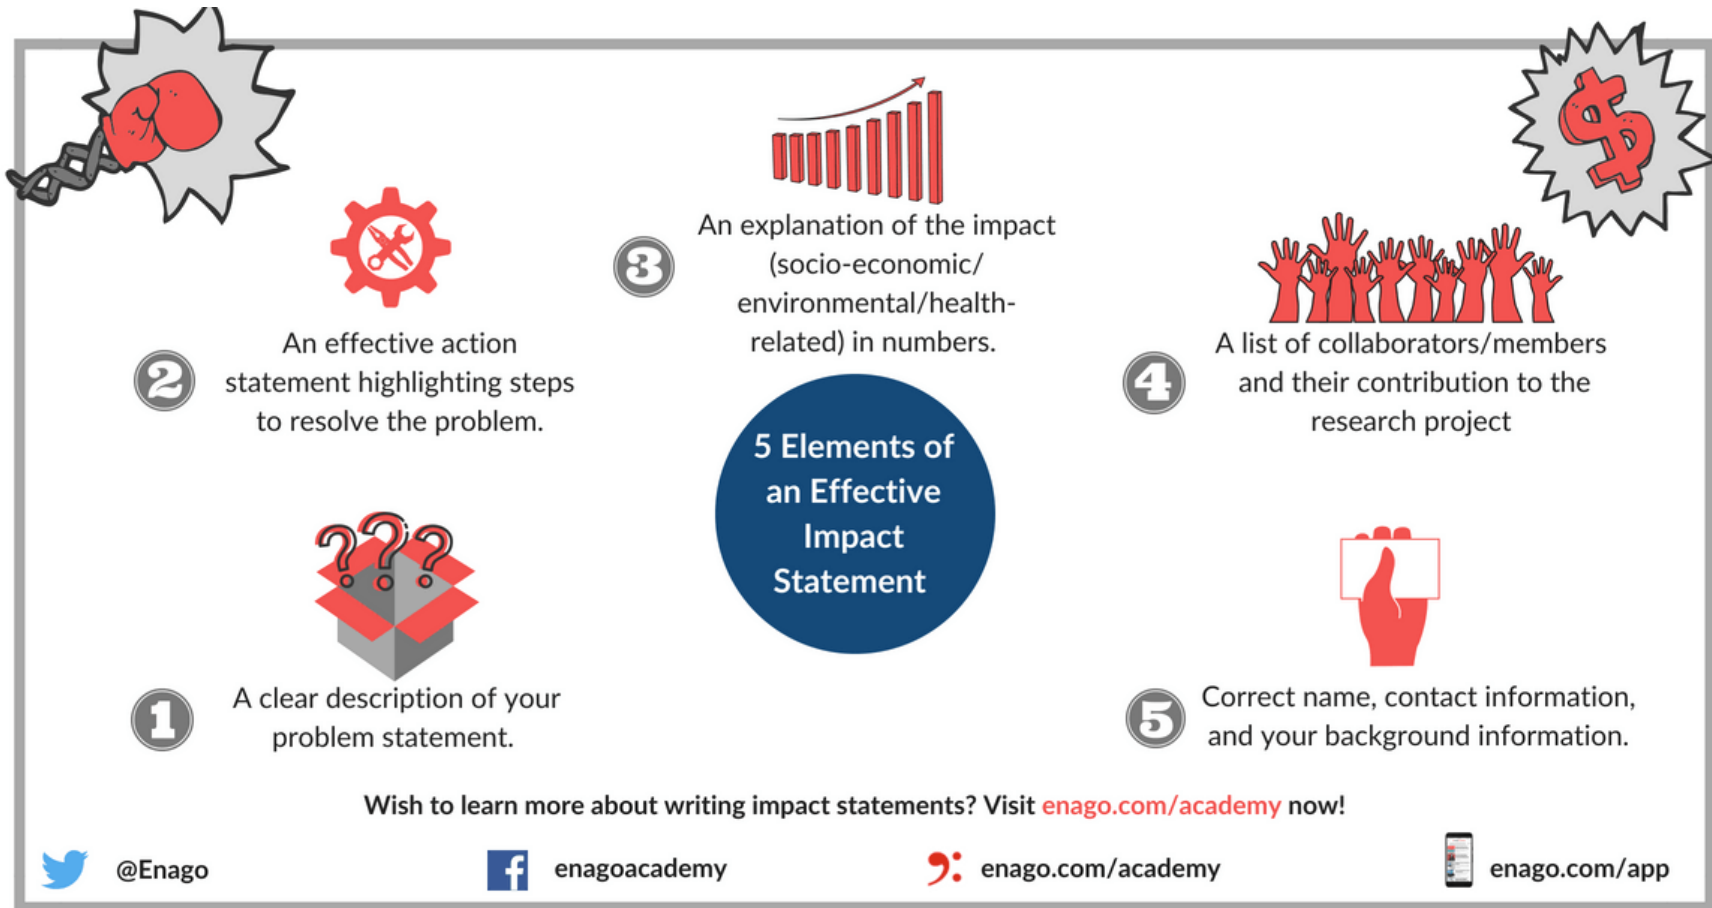 5 Elements of
an Effective
Impact
Statement
1
A clear description of your
problem statement.
2
An effective action
statement highlighting steps
to resolve the problem.
3
An explanation of the impact
(socio-economic/
environmental/health-
related) in numbers.
4
A list of collaborators/members
and their contribution to the
research project
5
Correct name, contact information,
and your background information.
Wish to learn more about writing impact statements? Visit enago.com/academy now!
@Enago
enagoacademy
enago.com/academy
enago.com/app